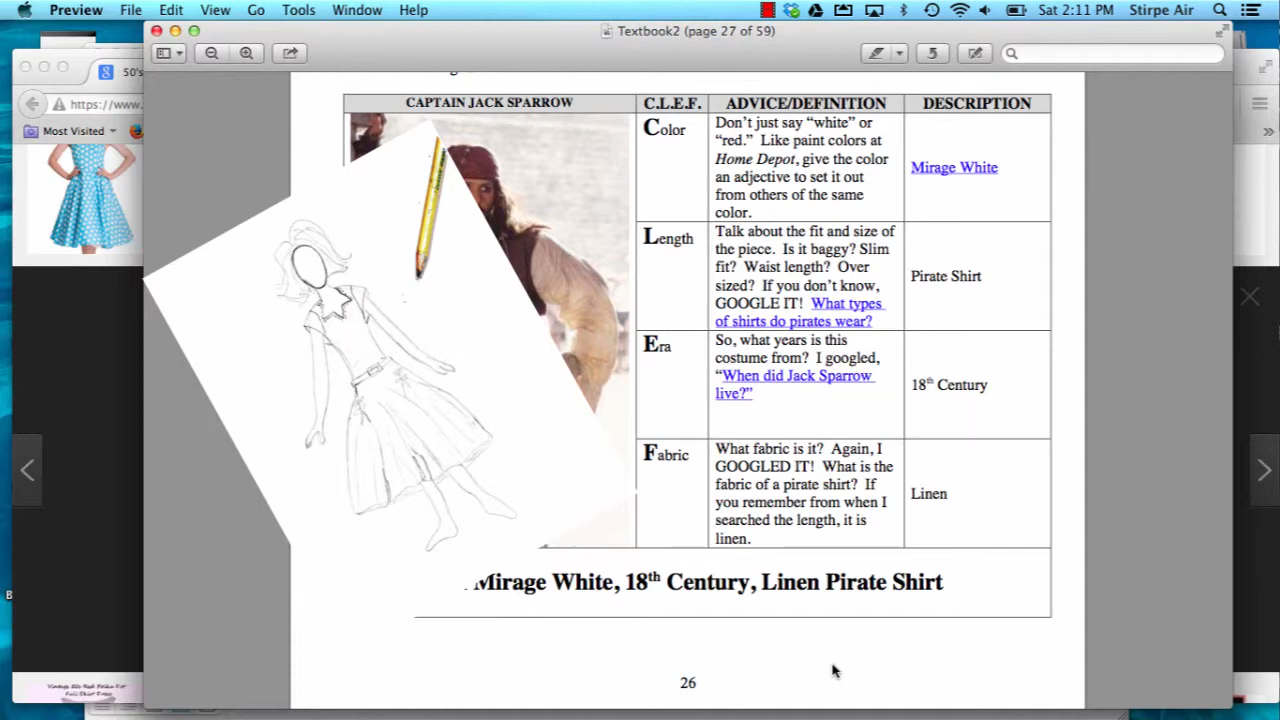 Preview File Edit View Go Tools Window Help Sat 2:11 PM Stirpe Air
Textbook2 (page 27 of 59)
50's
https://www.
Most Visited
CAPTAIN JACK SPARROW C.L.E.F. ADVICE/DEFINITION DESCRIPTION
Color
Don't just say "white" or
"red." Like paint colors at
Home Depot, give the color
an adjective to set it out
from others of the same
color.
Mirage White
Length
Talk about the fit and size of
the piece. Is it baggy? Slim
fit? Waist length? Over
sized? If you don't know,
GOOGLE IT! What types
of shirts do pirates wear?
Pirate Shirt
Era
So, what years is this
costume from? I googled,
"When did Jack Sparrow
live?"
18th Century
Fabric
What fabric is it? Again, I
GOOGLED IT! What is the
fabric of a pirate shirt? If
you remember from when I
searched the length, it is
linen.
Linen
Mirage White, 18th Century, Linen Pirate Shirt
26